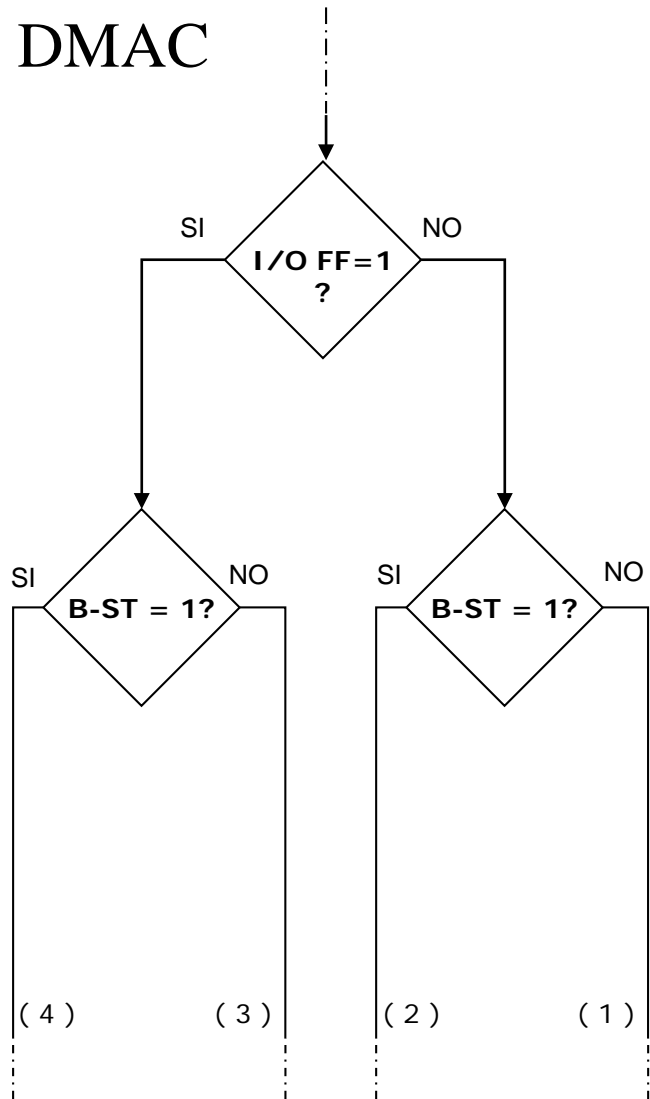 DMAC
SI
NO
I/O FF=1
?
SI
NO
SI
NO
B-ST = 1?
B-ST = 1?
(4)
(3)
(2)
(1)